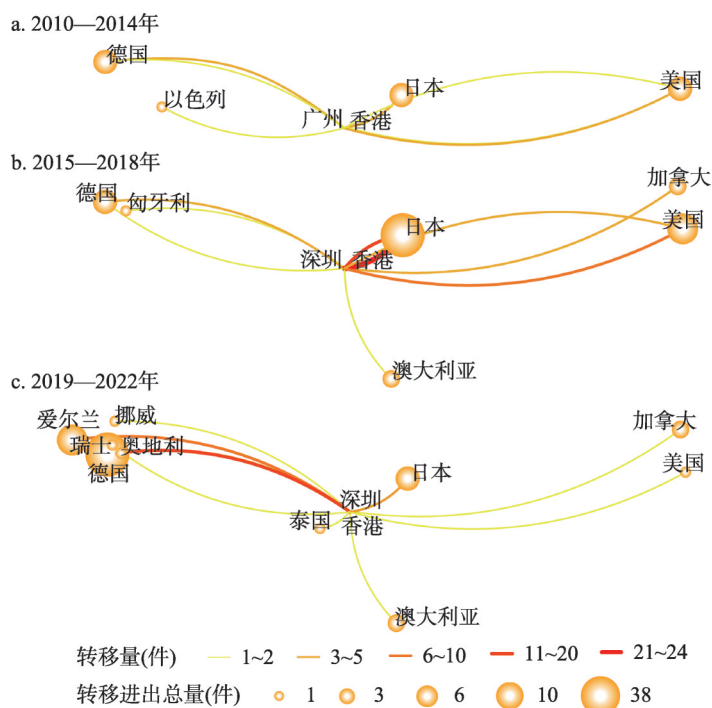 a. 2010—2014年
德国
日本
美国
以色列
广州
香港
b. 2015—2018年
加拿大
德国
匈牙利
日本
美国
深圳
香港
澳大利亚
c. 2019—2022年
爱尔兰
挪威
加拿大
瑞士
奥地利
美国
德国
日本
深圳
泰国
香港
澳大利亚
转移量(件) 1~2 3~5 6~10 11~20 21~24
转移进出总量(件) 1 3 6 10 38